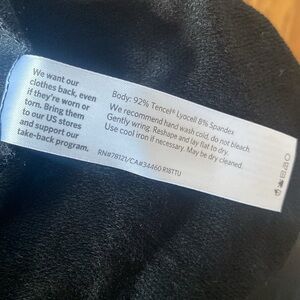 We want our
clothes back, even
if they're worn or
torn. Bring them
to our US stores
and support our
take-back program.
Body: 92% Tencel® Lyocell 8% Spandex
We recommend hand wash cold, do not bleach.
Gently wring. Reshape and lay flat to dry.
Use cool iron if necessary. May be dry cleaned.
RN#78121/CA#34460 R18TTU